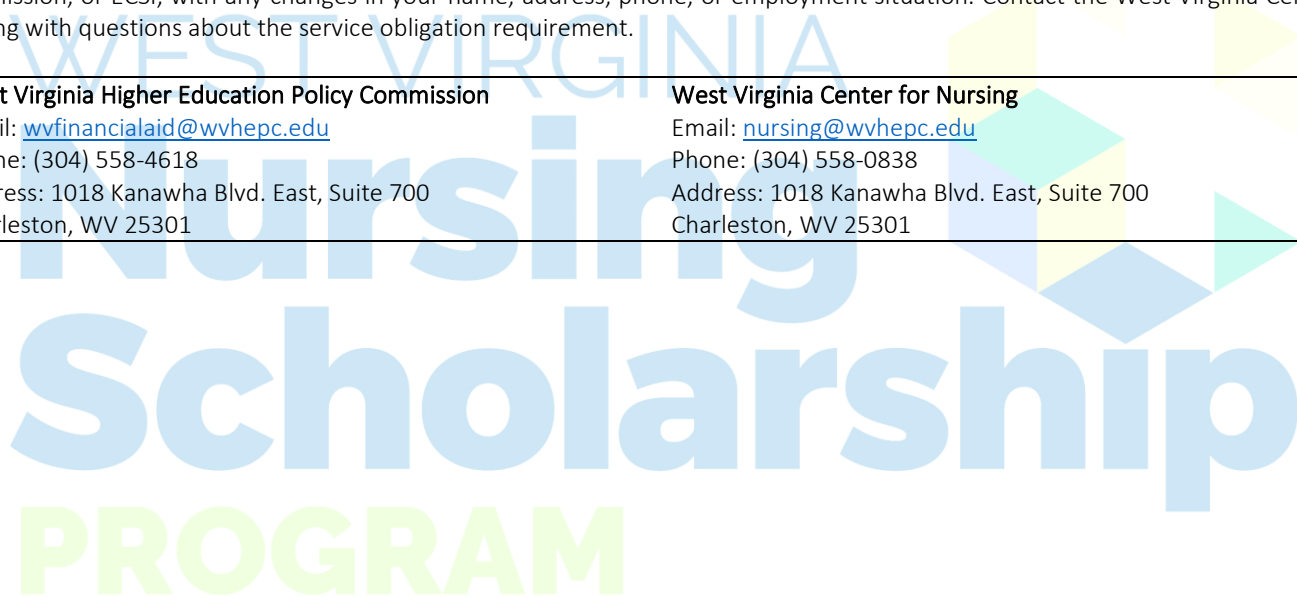 mission, or ECSI, with any changes in your name, address, phone, or employment situation. Contact the West Virginia Cen
ng with questions about the service obligation requirement.
t Virginia Higher Education Policy Commission
il: wvfinancialaid@wvhepc.edu
ne: (304) 558-4618
ress: 1018 Kanawha Blvd. East, Suite 700
rleston, WV 25301
West Virginia Center for Nursing
Email: nursing@wvhepc.edu
Phone: (304) 558-0838
Address: 1018 Kanawha Blvd. East, Suite 700
Charleston, WV 25301
WEST VIRGINIA
Nursing
Scholarship
PROGRAM